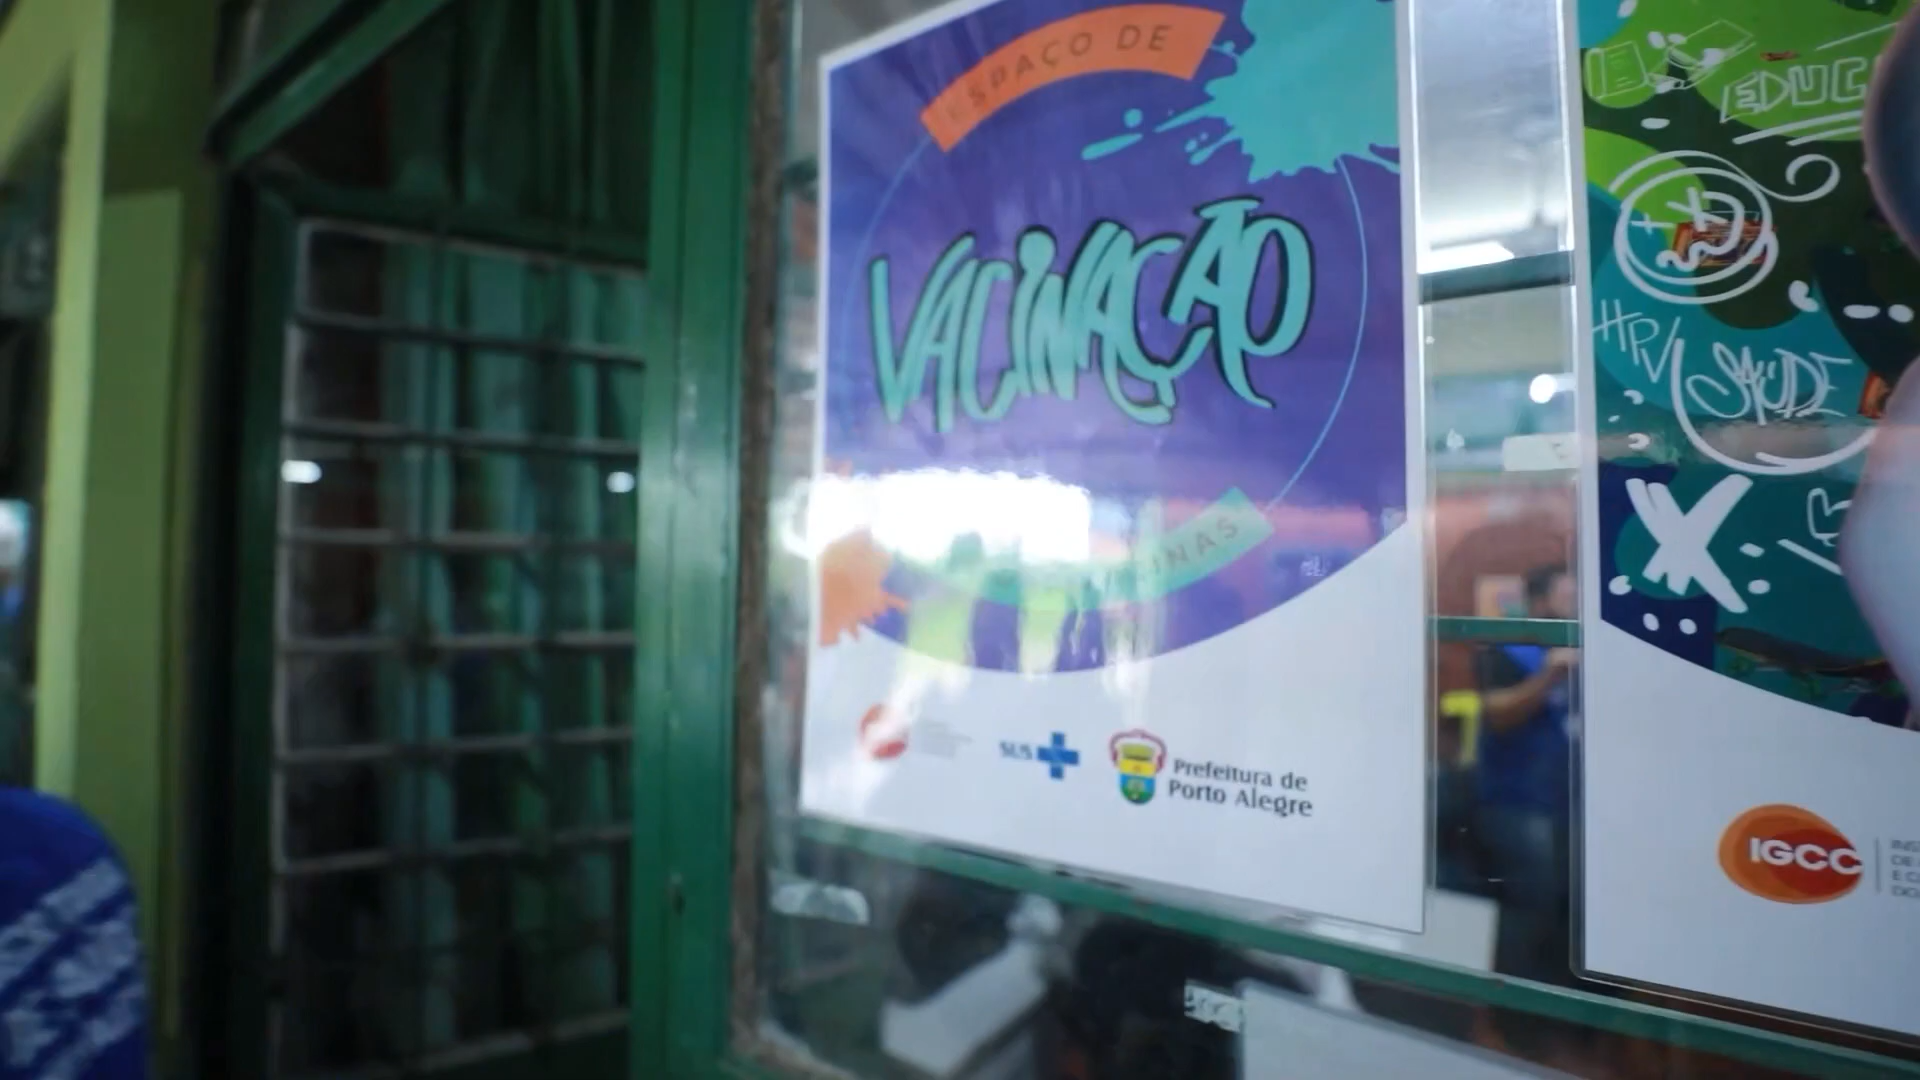 ESPAÇO DE
VACINAÇÃO
SUS
Prefeitura de
Porto Alegre
EDUC
HPV
SAÚDE
X
IGCC